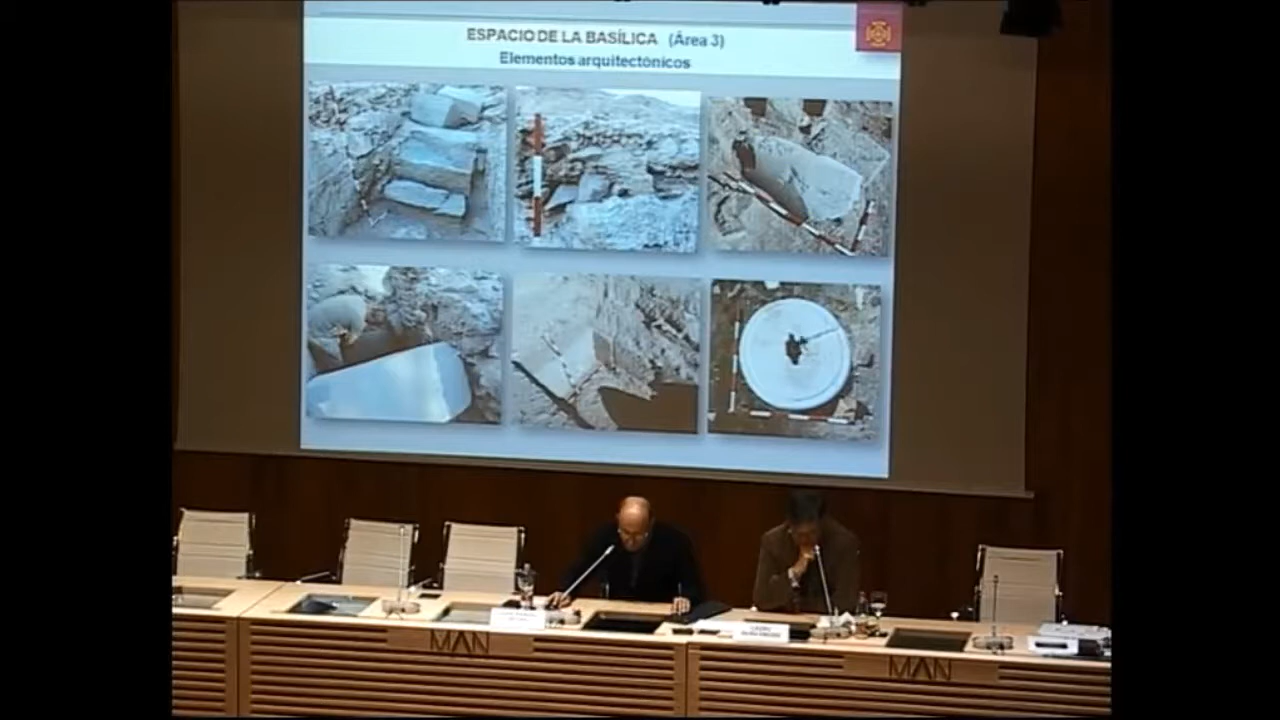 ESPACIO DE LA BASÍLICA (Área 3)
Elementos arquitectónicos
MAN
MAN